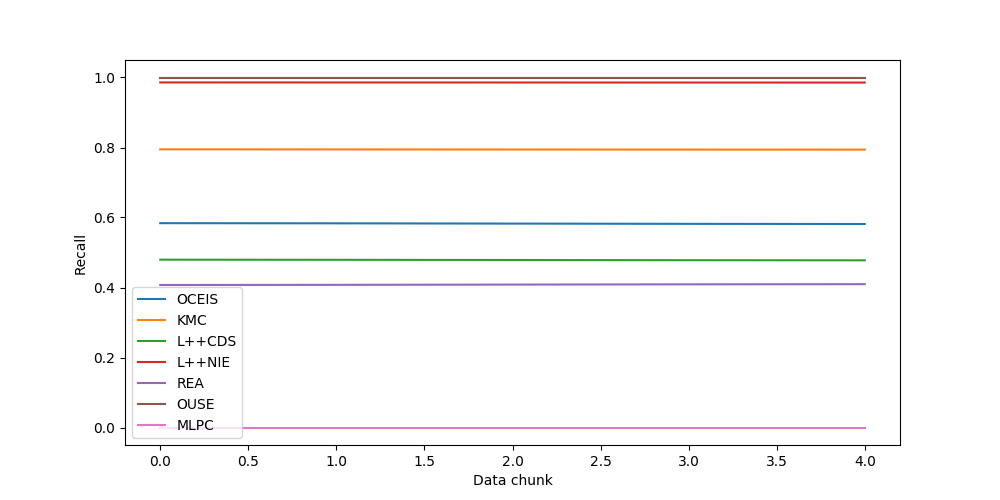 1.0
0.8
0.6
0.4
0.2
0.0
Recall
OCEIS
KMC
L++CDS
L++NIE
REA
OUSE
MLPC
0.0 0.5 1.0 1.5 2.0 2.5 3.0 3.5 4.0
Data chunk